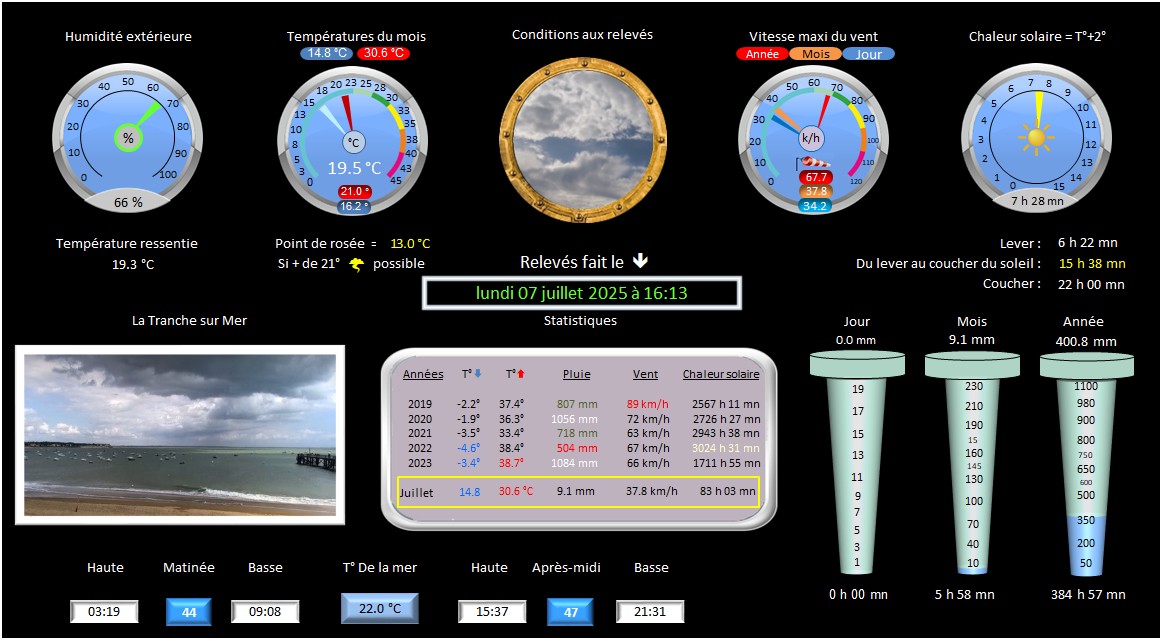 Humidité extérieure
Températures du mois
14.8 °C 30.6 °C
Conditions aux relevés
Vitesse maxi du vent
Année Mois Jour
Chaleur solaire = T°+2°
0 10 20 30 40 50 60 70 80 90 100
%
66 %
0 3 5 8 10 13 15 18 20 23 25 28 30 33 35 38 40 43 45
°C
19.5 °C
21.0 °
16.2 °
0 10 20 30 40 50 60 70 80 90 100 110 120
k/h
67.7
37.8
34.2
0 1 2 3 4 5 6 7 8 9 10 11 12 13 14 15
7 h 28 mn
Température ressentie
19.3 °C
Point de rosée = 13.0 °C
Si + de 21° possible
Relevés fait le
lundi 07 juillet 2025 à 16:13
Lever : 6 h 22 mn
Du lever au coucher du soleil : 15 h 38 mn
Coucher : 22 h 00 mn
La Tranche sur Mer
Statistiques
Années T° T° Pluie Vent Chaleur solaire
2019 -2.2° 37.4° 807 mm 89 km/h 2567 h 11 mn
2020 -1.9° 36.3° 1056 mm 72 km/h 2726 h 27 mn
2021 -3.5° 33.4° 718 mm 63 km/h 2943 h 38 mn
2022 -4.6° 38.4° 504 mm 67 km/h 3024 h 31 mn
2023 -3.4° 38.7° 1084 mm 66 km/h 1711 h 55 mn
Juillet 14.8 30.6 °C 9.1 mm 37.8 km/h 83 h 03 mn
Jour
0.0 mm
19
17
15
13
11
9
7
5
3
1
0 h 00 mn
Mois
9.1 mm
230
210
190
15
160
145
130
100
70
40
10
5 h 58 mn
Année
400.8 mm
1100
980
900
800
750
650
600
500
350
200
50
384 h 57 mn
Haute Matinée Basse T° De la mer Haute Après-midi Basse
03:19 44 09:08 22.0 °C 15:37 47 21:31